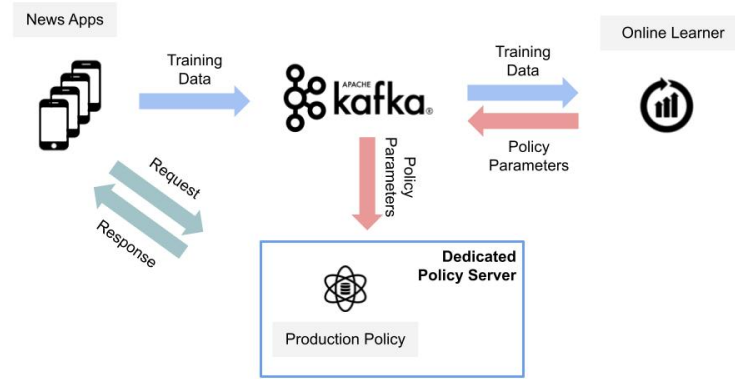 News Apps
Training
Data
APACHE
kafka®
Training
Data
Online Learner
Policy
Parameters
Policy
Parameters
Request
Response
Dedicated
Policy Server
Production Policy